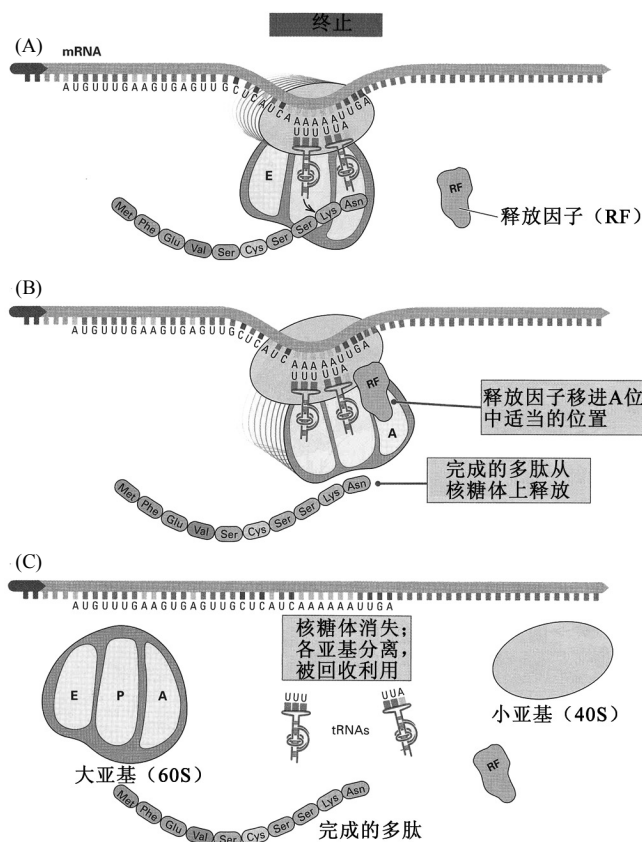 终止
(A)
mRNA
AUGUUUGAAGUGAGUUGCUCAUCAAAAAAUUGA
UUU UUA
E
RF
释放因子（RF）
Met Phe Glu Val Ser Cys Ser Ser Lys Asn
(B)
AUGUUUGAAGUGAGUUGCUCAUCAAAAAAUUGA
UUU UUA
RF
A
释放因子移进A位
中适当的位置
完成的多肽从
核糖体上释放
Met Phe Glu Val Ser Cys Ser Ser Lys Asn
(C)
AUGUUUGAAGUGAGUUGCUCAUCAAAAAAUUGA
核糖体消失；
各亚基分离，
被回收利用
E P A
UUU UUA
tRNAs
小亚基（40S）
大亚基（60S）
RF
Met Phe Glu Val Ser Cys Ser Ser Lys Asn
完成的多肽